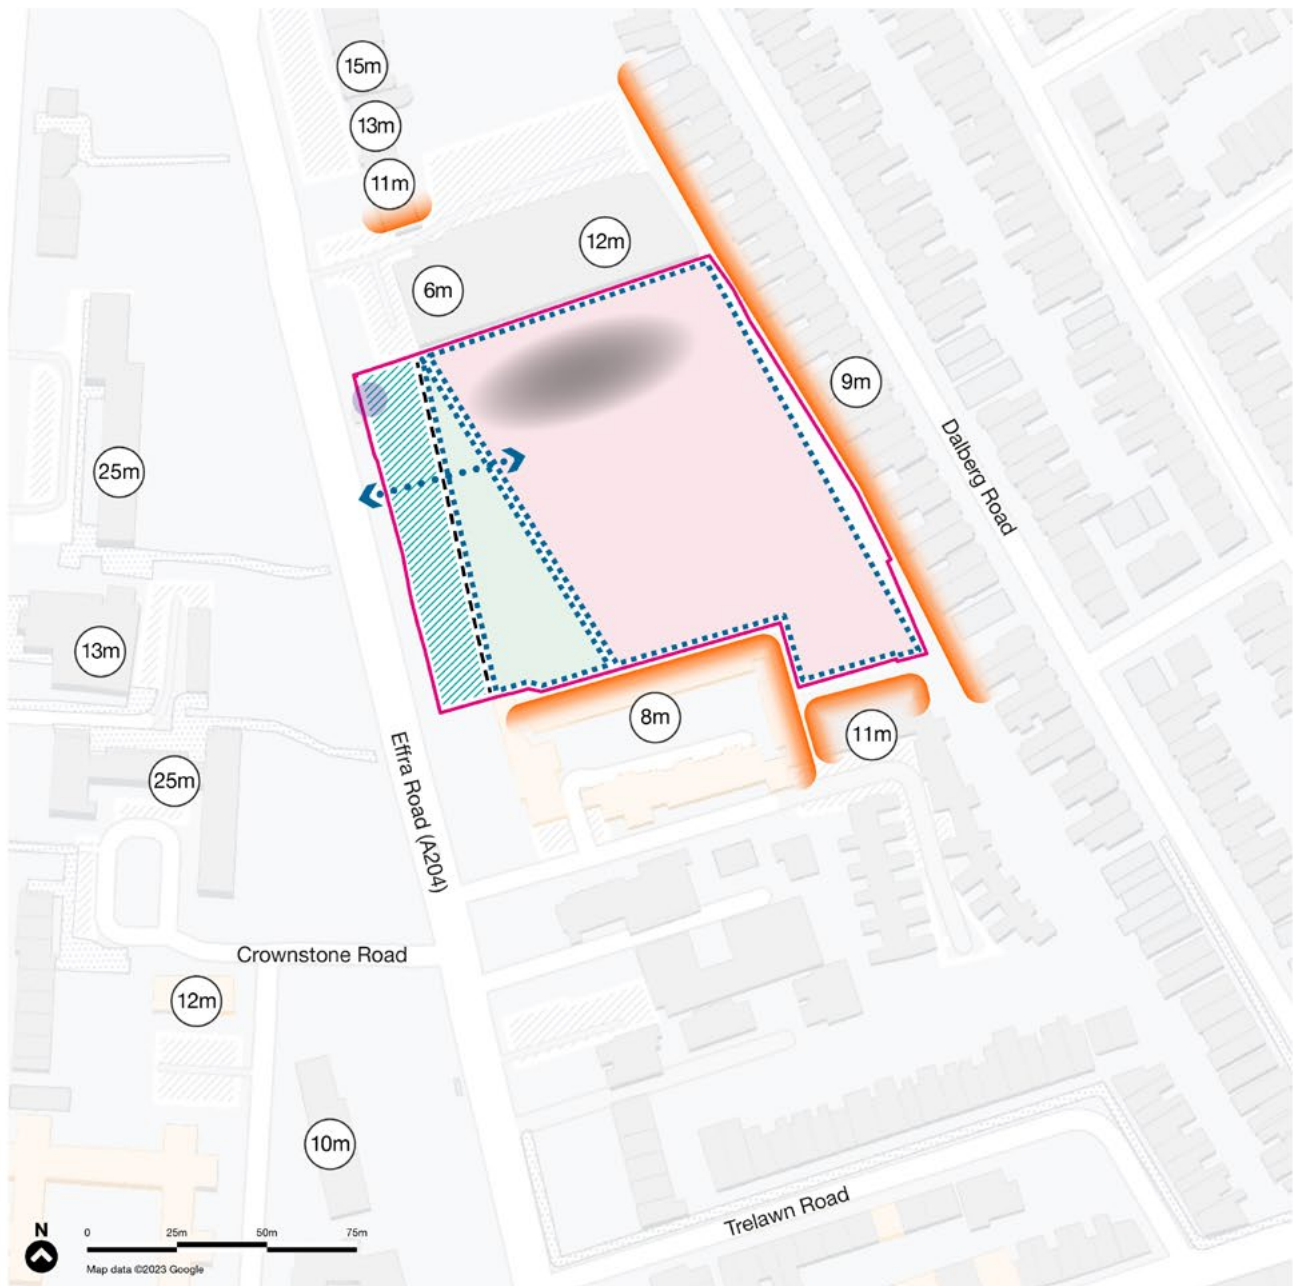 15m
13m
11m
12m
6m
9m
25m
Dalberg Road
13m
8m
11m
25m
Effra Road (A204)
Crownstone Road
12m
10m
Trelawn Road
N
0 25m 50m 75m
Map data ©2023 Google